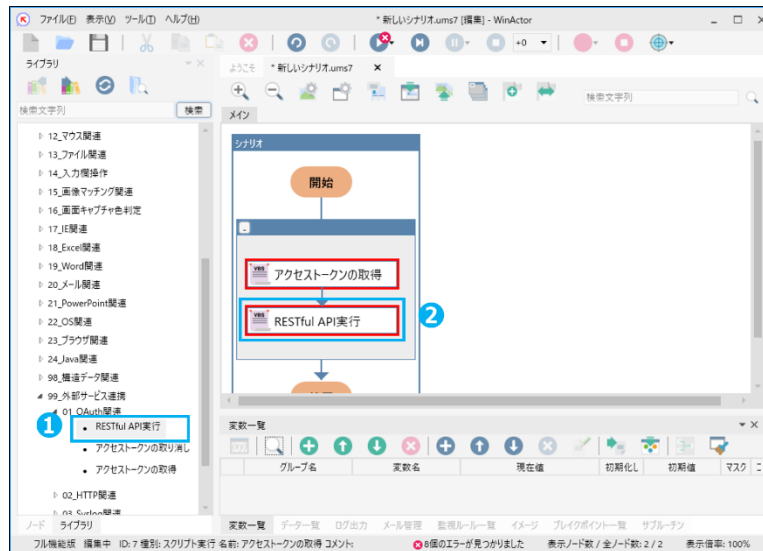 ファイル(F) 表示(V) ツール(T) ヘルプ(H)
* 新しいシナリオ.ums7 [編集] - WinActor
+0
ライブラリ
検索文字列
検索
12_マウス関連
13_ファイル関連
14_入力欄操作
15_画像マッチング関連
16_画面キャプチャ色判定
17_IE関連
18_Excel関連
19_Word関連
20_メール関連
21_PowerPoint関連
22_OS関連
23_ブラウザ関連
24_Java関連
98_構造データ関連
99_外部サービス連携
01_OAuth関連
1
RESTful API実行
アクセストークンの取り消し
アクセストークンの取得
02_HTTP関連
03_Syslog関連
ノード
ライブラリ
ようこそ
* 新しいシナリオ.ums7
検索文字列
メイン
シナリオ
開始
VBS
アクセストークンの取得
VBS
RESTful API実行
2
変数一覧
グループ名 変数名 現在値 初期化し 初期値 マスク コ
変数一覧 データ一覧 ログ出力 メール管理 監視ルール一覧 イメージ ブレイクポイント一覧 サブルーチン
フル機能版 編集中 ID: 7 種別: スクリプト実行 名前: アクセストークンの取得 コメント:
8個のエラーが見つかりました 表示ノード数 / 全ノード数: 2 / 2 表示倍率: 100%